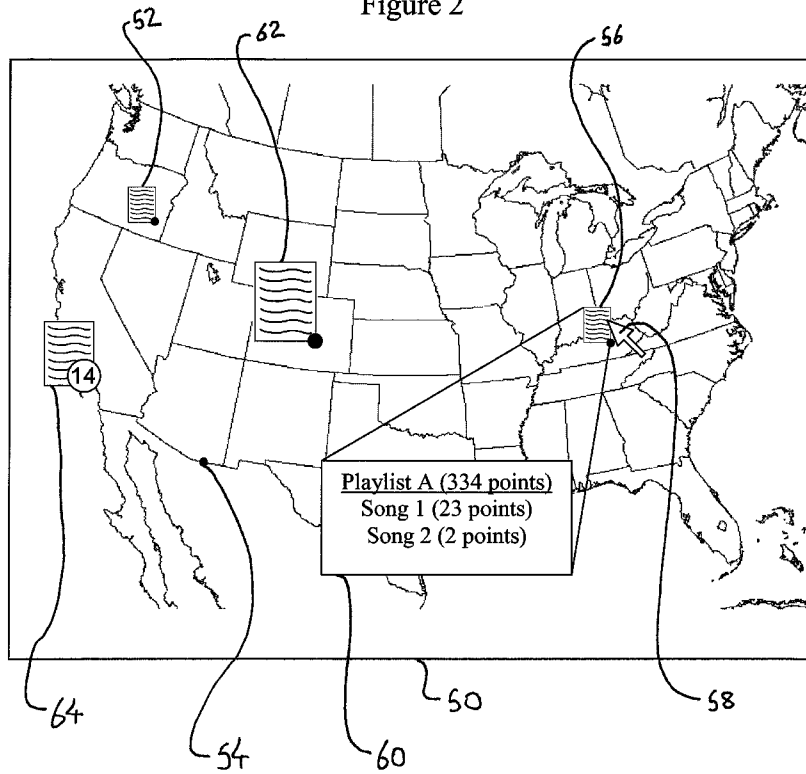 Figure 2
52
62
56
14
Playlist A (334 points)
Song 1 (23 points)
Song 2 (2 points)
64
54
60
50
58